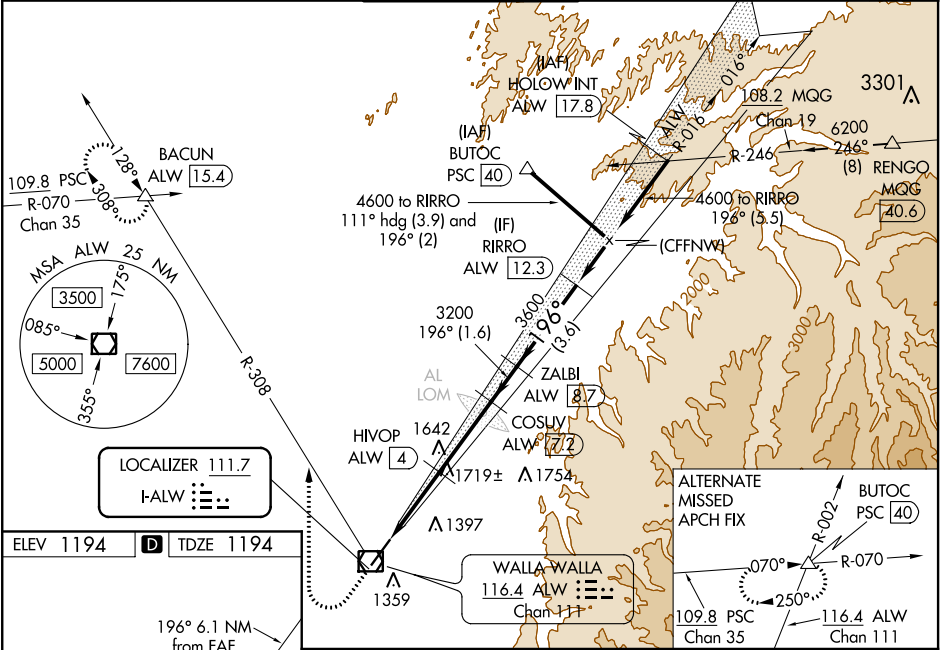 (IAF)
HOLOW INT
ALW 17.8
016°
ALW
R-016
108.2 MQG
Chan 19
3301
6200
246°
(8)
RENGO
MQG
40.6
R-246
(IAF)
BUTOC
PSC 40
4600 to RIRRO
111° hdg (3.9) and
196° (2)
4600 to RIRRO
196° (5.5)
(CFFNW)
(IF)
RIRRO
ALW 12.3
128°
308°
BACUN
ALW 15.4
109.8 PSC
R-070
Chan 35
MSA ALW 25 NM
3500
175°
085°
5000
7600
355°
R-308
3600
196°
(3.6)
3200
196° (1.6)
2000
3000
AL
LOM
ZALBI
ALW 8.7
COSUV
ALW 7.2
HIVOP
ALW 4
1642
1719±
1754
1397
1359
LOCALIZER 111.7
I-ALW
ELEV 1194
D
TDZE 1194
WALLA WALLA
116.4 ALW
Chan 111
196° 6.1 NM
from FAF
ALTERNATE
MISSED
APCH FIX
R-002
BUTOC
PSC 40
070°
R-070
250°
109.8 PSC
Chan 35
116.4 ALW
Chan 111